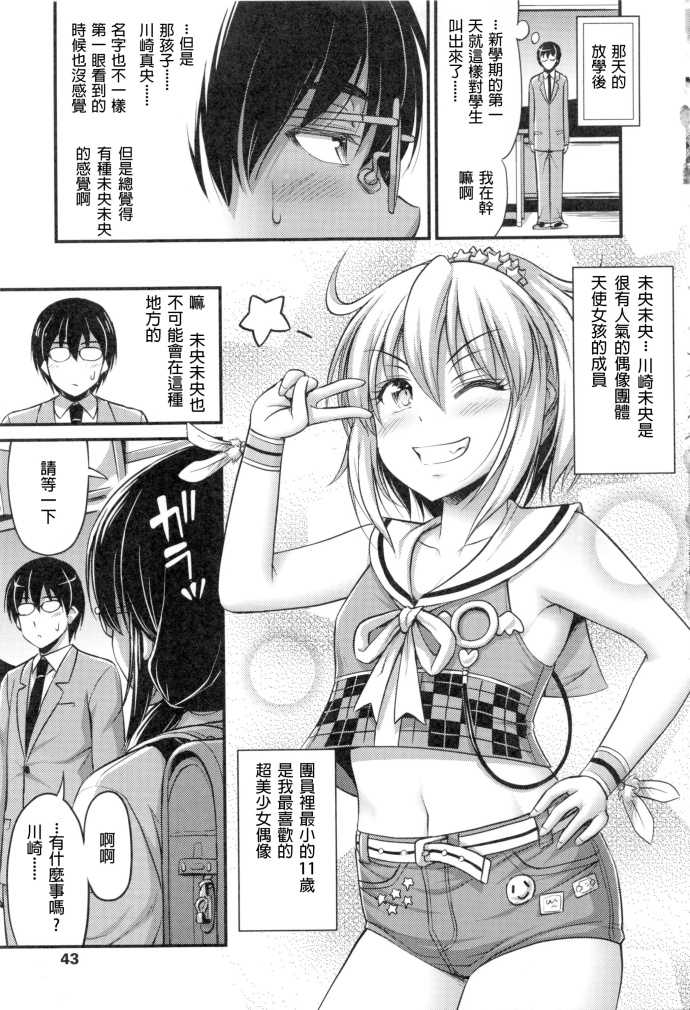 那天的
放學後
…新學期的第一
天就這樣對學生
叫出來了……
我在幹
嘛啊
…但是
那孩子……
川崎真央……
名字也不一樣
第一眼看到的
時候也沒感覺
但是總覺得
有種未央未央
的感覺啊
未央未央…川崎未央是
很有人氣的偶像團體
天使女孩的成員
嘛 未央未央也
不可能會在這種
地方的
請等一下
ガラッ
團員裡最小的11歲
是我最喜歡的
超美少女偶像
啊啊
…有什麼事嗎?
川崎……
43